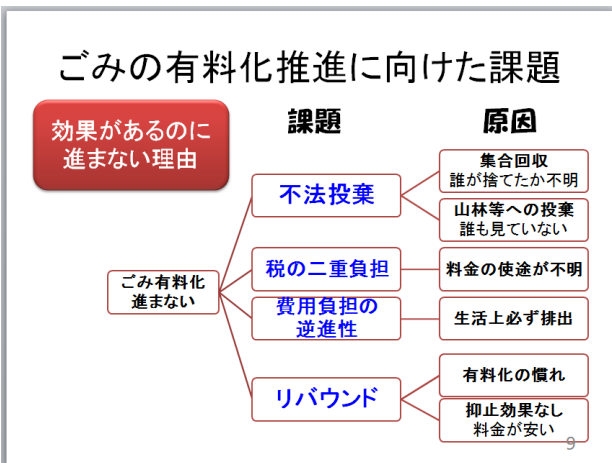 ごみの有料化推進に向けた課題
効果があるのに
進まない理由
課題
原因
ごみ有料化
進まない
不法投棄
集合回収
誰が捨てたか不明
山林等への投棄
誰も見ていない
税の二重負担
料金の使途が不明
費用負担の
逆進性
生活上必ず排出
リバウンド
有料化の慣れ
抑止効果なし
料金が安い
9